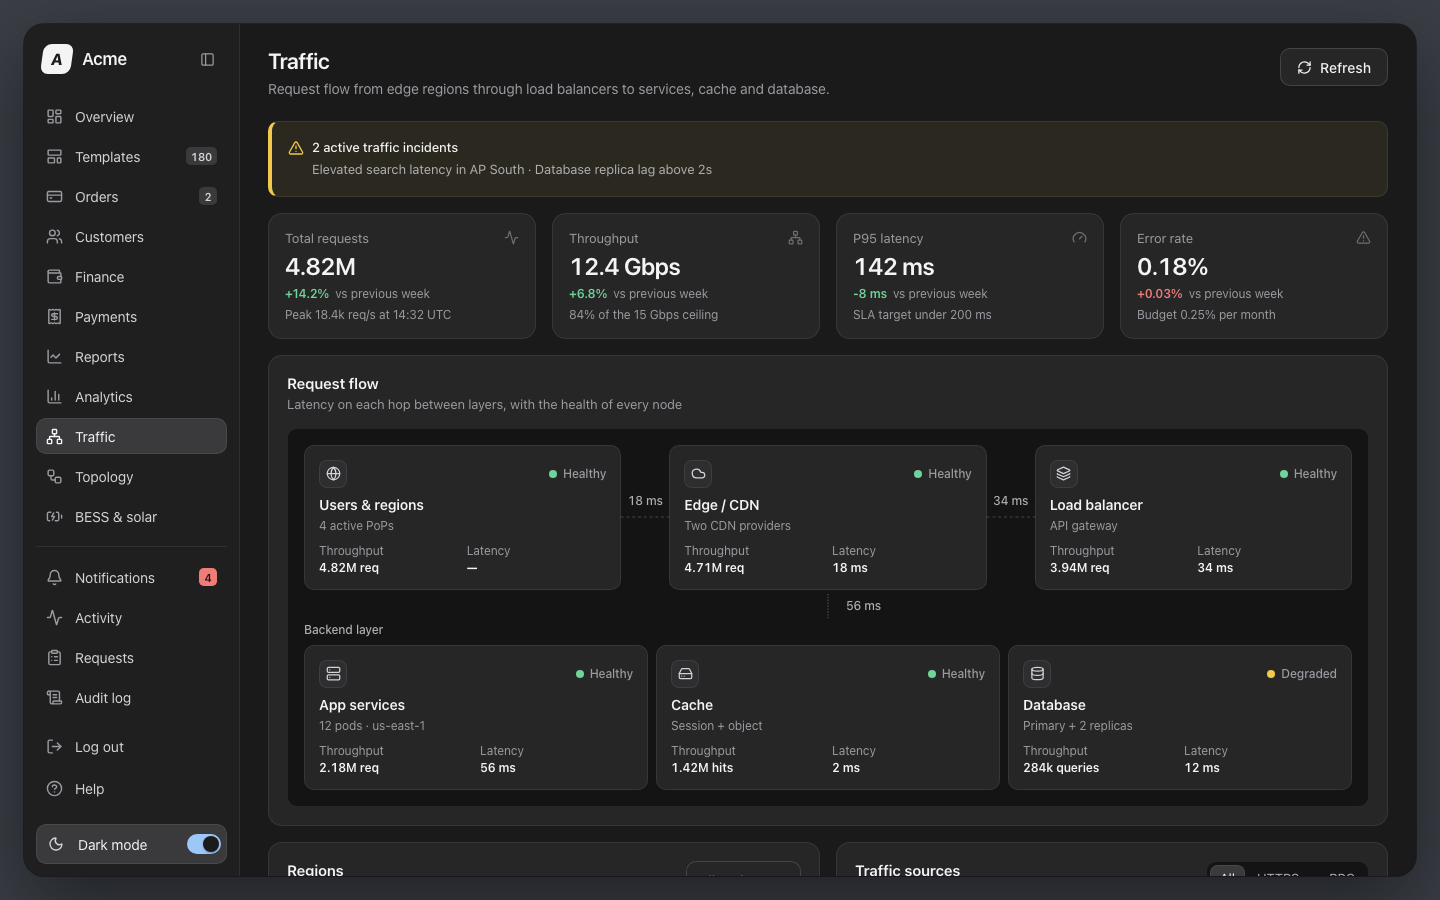 A Acme
Overview
Templates 180
Orders 2
Customers
Finance
Payments
Reports
Analytics
Traffic
Topology
BESS & solar
Notifications 4
Activity
Requests
Audit log
Log out
Help
Dark mode
Traffic
Request flow from edge regions through load balancers to services, cache and database.
Refresh
2 active traffic incidents
Elevated search latency in AP South · Database replica lag above 2s
Total requests
4.82M
+14.2% vs previous week
Peak 18.4k req/s at 14:32 UTC
Throughput
12.4 Gbps
+6.8% vs previous week
84% of the 15 Gbps ceiling
P95 latency
142 ms
-8 ms vs previous week
SLA target under 200 ms
Error rate
0.18%
+0.03% vs previous week
Budget 0.25% per month
Request flow
Latency on each hop between layers, with the health of every node
Healthy
Users & regions
4 active PoPs
Throughput Latency
4.82M req —
18 ms
Healthy
Edge / CDN
Two CDN providers
Throughput Latency
4.71M req 18 ms
34 ms
Healthy
Load balancer
API gateway
Throughput Latency
3.94M req 34 ms
56 ms
Backend layer
Healthy
App services
12 pods · us-east-1
Throughput Latency
2.18M req 56 ms
Healthy
Cache
Session + object
Throughput Latency
1.42M hits 2 ms
Degraded
Database
Primary + 2 replicas
Throughput Latency
284k queries 12 ms
Regions
Traffic sources
All HTTPS